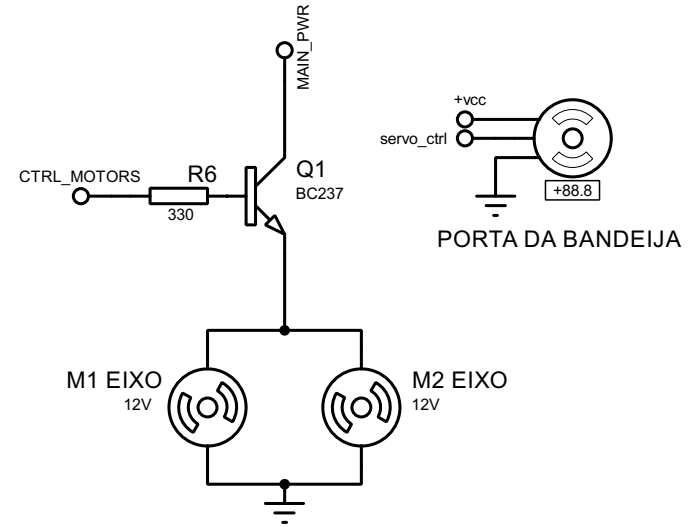 MAIN_PWR
+vcc
servo_ctrl
+88.8
PORTA DA BANDEIJA
CTRL_MOTORS
R6
330
Q1
BC237
M1 EIXO
12V
M2 EIXO
12V